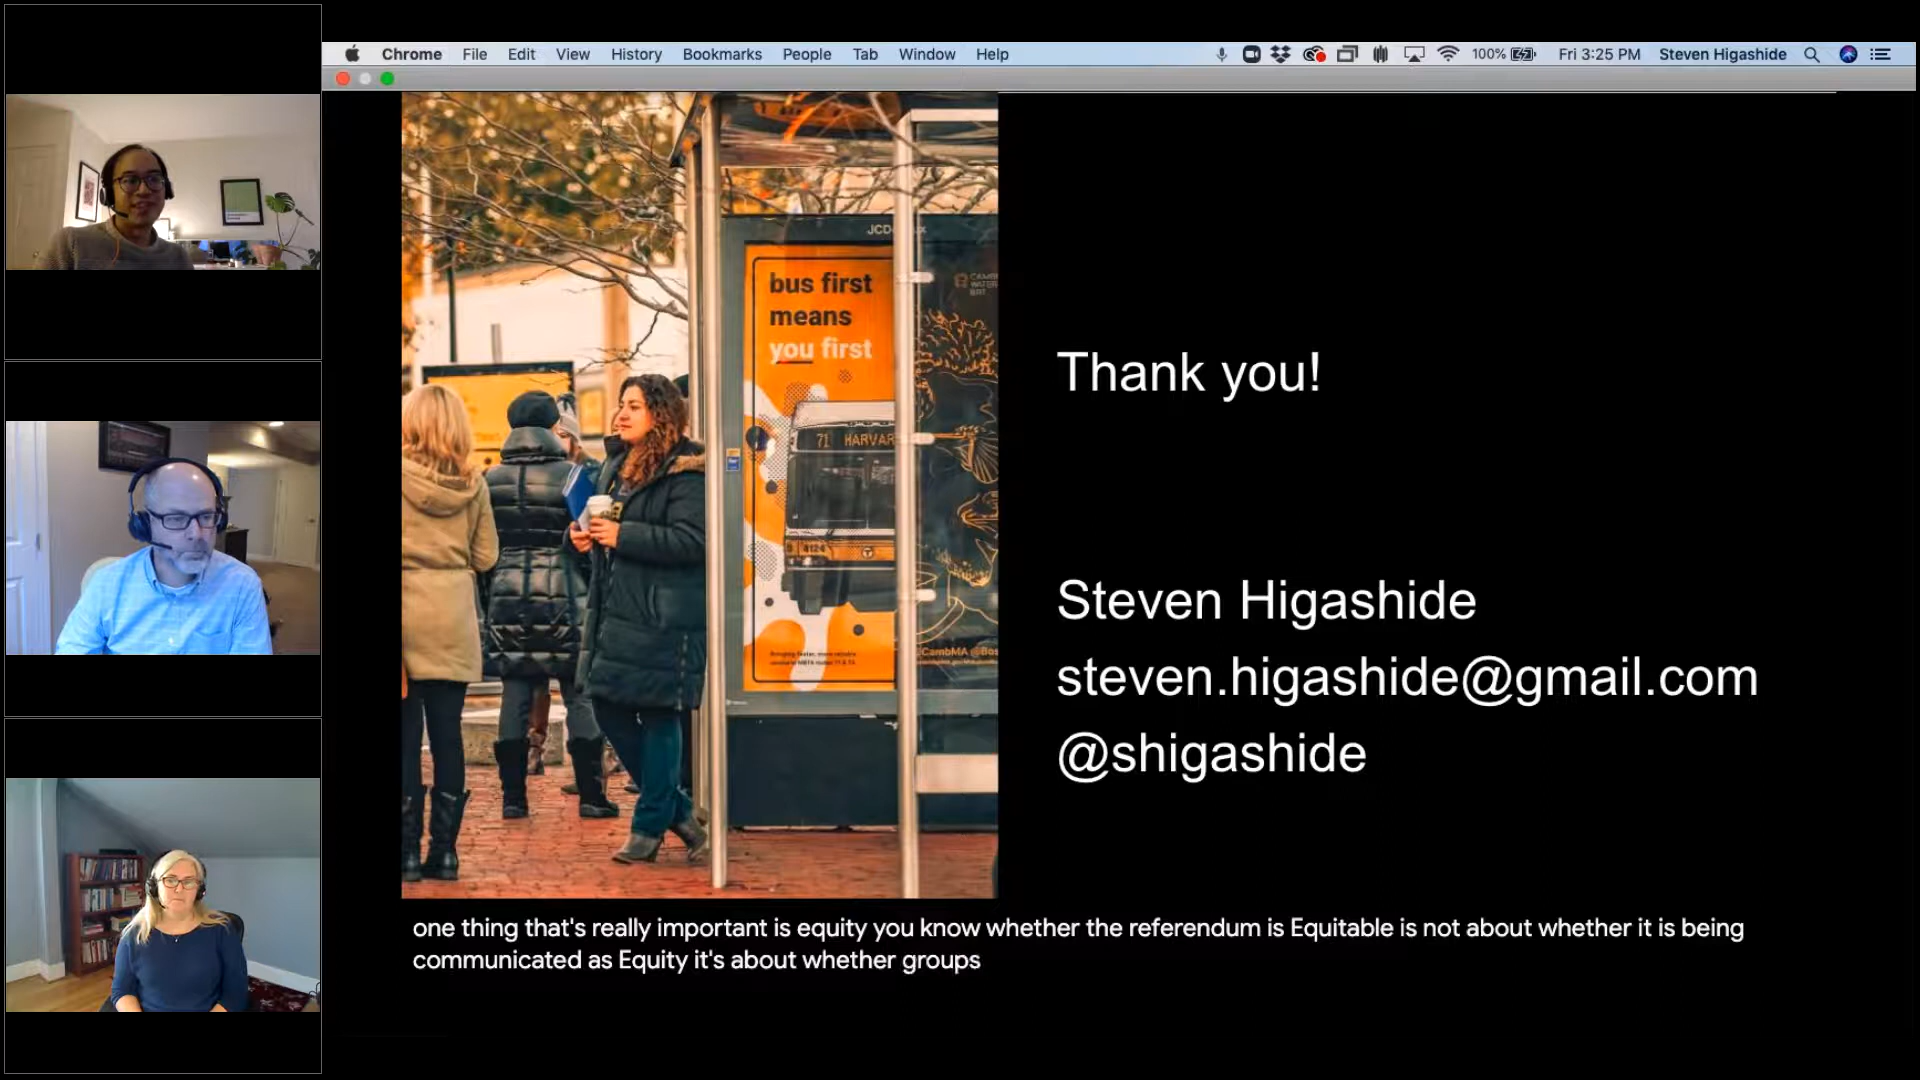 Chrome File Edit View History Bookmarks People Tab Window Help 100% Fri 3:25 PM Steven Higashide
bus first
means
you first
71 HARVAR
4124
Thank you!
Steven Higashide
steven.higashide@gmail.com
@shigashide
CambMA @Bos
one thing that's really important is equity you know whether the referendum is Equitable is not about whether it is being
communicated as Equity it's about whether groups